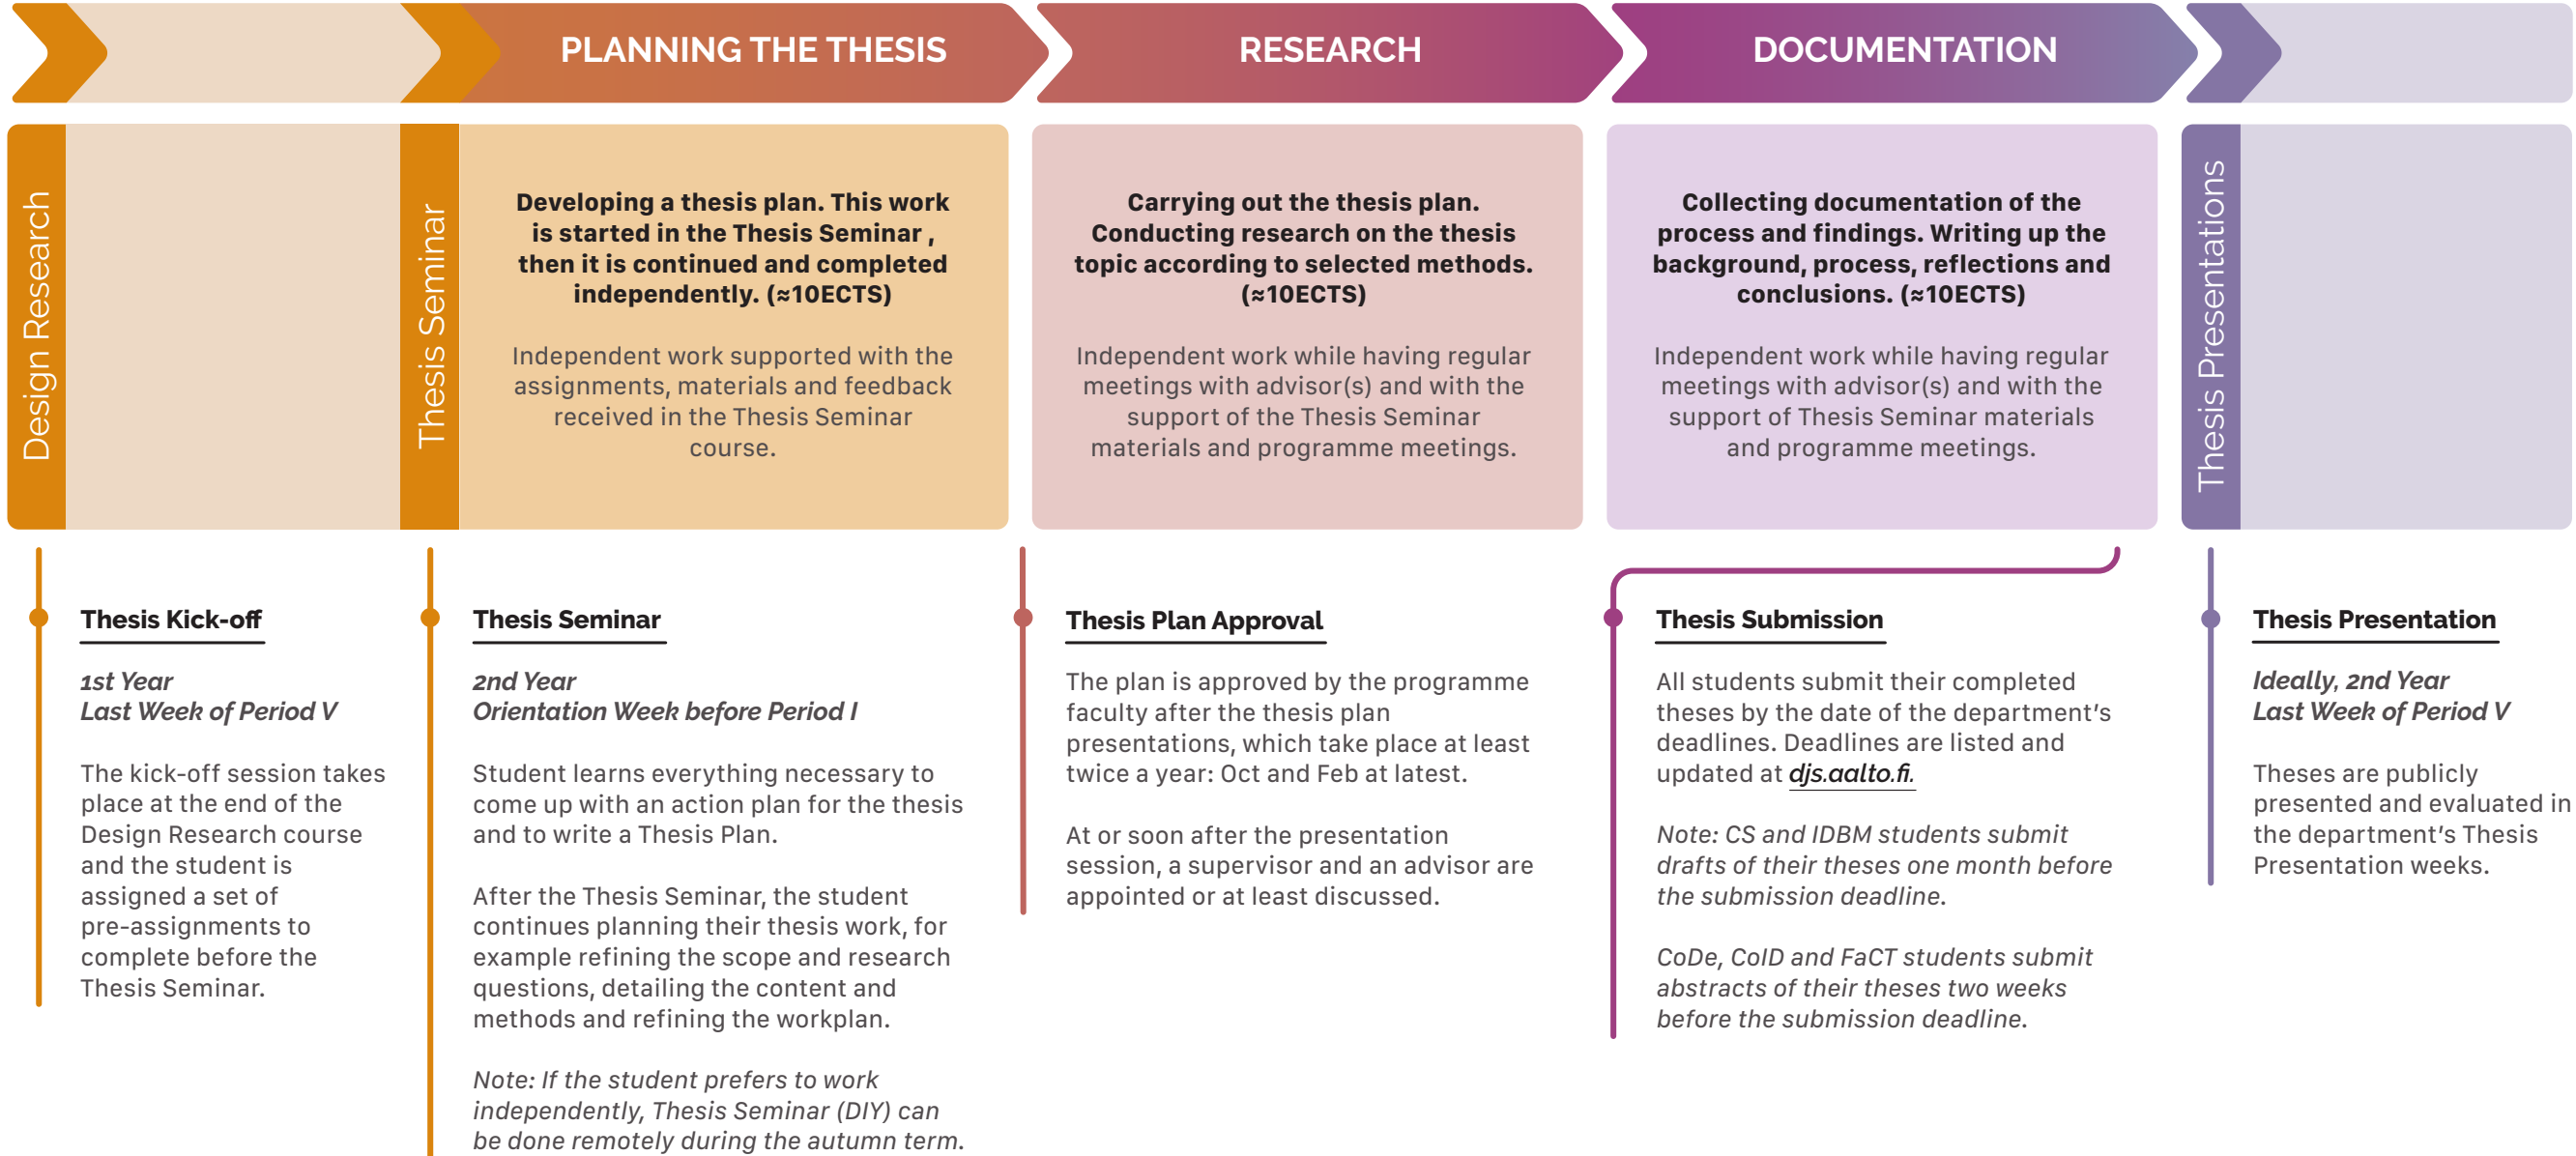 PLANNING THE THESIS
RESEARCH
DOCUMENTATION
Design Research
Thesis Seminar
Developing a thesis plan. This work
is started in the Thesis Seminar ,
then it is continued and completed
independently. (≈10ECTS)
Independent work supported with the
assignments, materials and feedback
received in the Thesis Seminar
course.
Carrying out the thesis plan.
Conducting research on the thesis
topic according to selected methods.
(≈10ECTS)
Independent work while having regular
meetings with advisor(s) and with the
support of the Thesis Seminar
materials and programme meetings.
Collecting documentation of the
process and findings. Writing up the
background, process, reflections and
conclusions. (≈10ECTS)
Independent work while having regular
meetings with advisor(s) and with the
support of Thesis Seminar materials
and programme meetings.
Thesis Presentations
Thesis Kick-off
1st Year
Last Week of Period V
The kick-off session takes
place at the end of the
Design Research course
and the student is
assigned a set of
pre-assignments to
complete before the
Thesis Seminar.
Thesis Seminar
2nd Year
Orientation Week before Period I
Student learns everything necessary to
come up with an action plan for the thesis
and to write a Thesis Plan.
After the Thesis Seminar, the student
continues planning their thesis work, for
example refining the scope and research
questions, detailing the content and
methods and refining the workplan.
Note: If the student prefers to work
independently, Thesis Seminar (DIY) can
be done remotely during the autumn term.
Thesis Plan Approval
The plan is approved by the programme
faculty after the thesis plan
presentations, which take place at least
twice a year: Oct and Feb at latest.
At or soon after the presentation
session, a supervisor and an advisor are
appointed or at least discussed.
Thesis Submission
All students submit their completed
theses by the date of the department's
deadlines. Deadlines are listed and
updated at djs.aalto.fi.
Note: CS and IDBM students submit
drafts of their theses one month before
the submission deadline.
CoDe, CoID and FaCT students submit
abstracts of their theses two weeks
before the submission deadline.
Thesis Presentation
Ideally, 2nd Year
Last Week of Period V
Theses are publicly
presented and evaluated in
the department's Thesis
Presentation weeks.